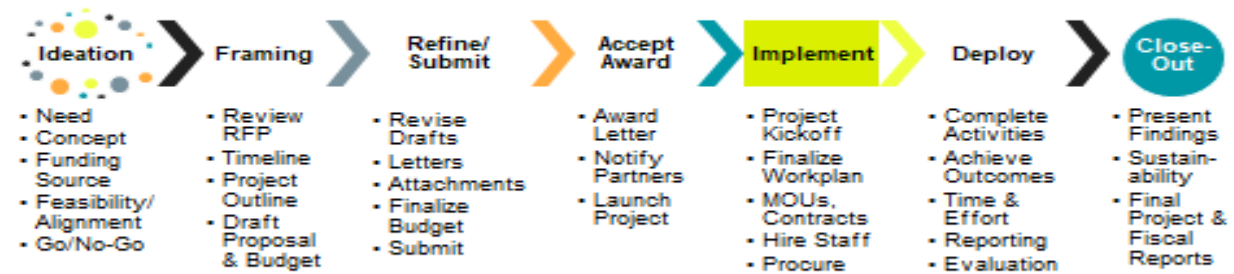 Ideation
Framing
Refine/
Submit
Accept
Award
Implement
Deploy
Close-
Out
• Need
• Concept
• Funding
Source
• Feasibility/
Alignment
• Go/No-Go
• Review
RFP
• Timeline
• Project
Outline
• Draft
Proposal
& Budget
• Revise
Drafts
• Letters
• Attachments
• Finalize
Budget
• Submit
• Award
Letter
• Notify
Partners
• Launch
Project
• Project
Kickoff
• Finalize
Workplan
• MOUs,
Contracts
• Hire Staff
• Procure
• Complete
Activities
• Achieve
Outcomes
• Time &
Effort
• Reporting
• Evaluation
• Present
Findings
• Sustain-
ability
• Final
Project &
Fiscal
Reports